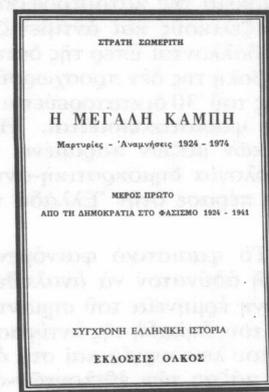 ΣΤΡΑΤΗ ΣΩΜΕΡΙΤΗ
Η ΜΕΓΑΛΗ ΚΑΜΠΗ
Μαρτυρίες - Ἀναμνήσεις 1924 - 1974
ΜΕΡΟΣ ΠΡΩΤΟ
ΑΠΟ ΤΗ ΔΗΜΟΚΡΑΤΙΑ ΣΤΟ ΦΑΣΙΣΜΟ 1924 - 1941
ΣΥΓΧΡΟΝΗ ΕΛΛΗΝΙΚΗ ΙΣΤΟΡΙΑ
ΕΚΔΟΣΕΙΣ ΟΛΚΟΣ